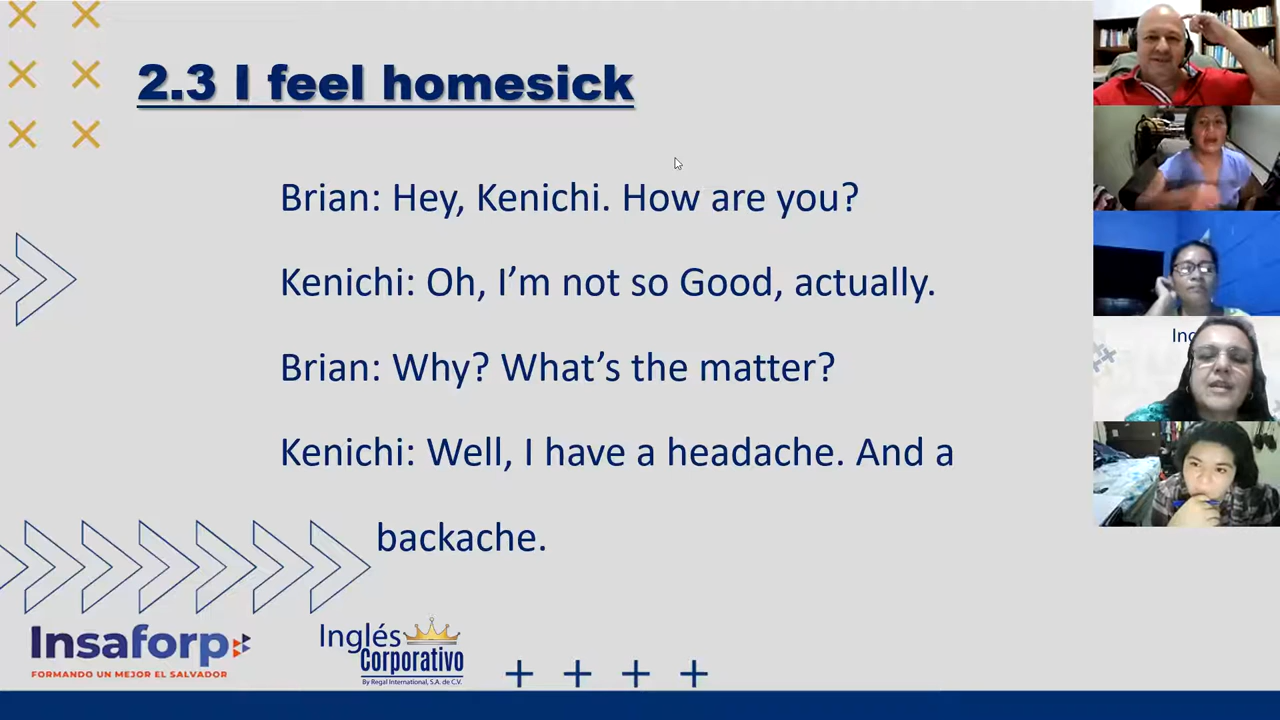 2.3 I feel homesick
Brian: Hey, Kenichi. How are you?
Kenichi: Oh, I’m not so Good, actually.
Brian: Why? What’s the matter?
Kenichi: Well, I have a headache. And a
backache.
Insaforp
FORMANDO UN MEJOR EL SALVADOR
Inglés
Corporativo
By Regal International, S.A. de C.V.